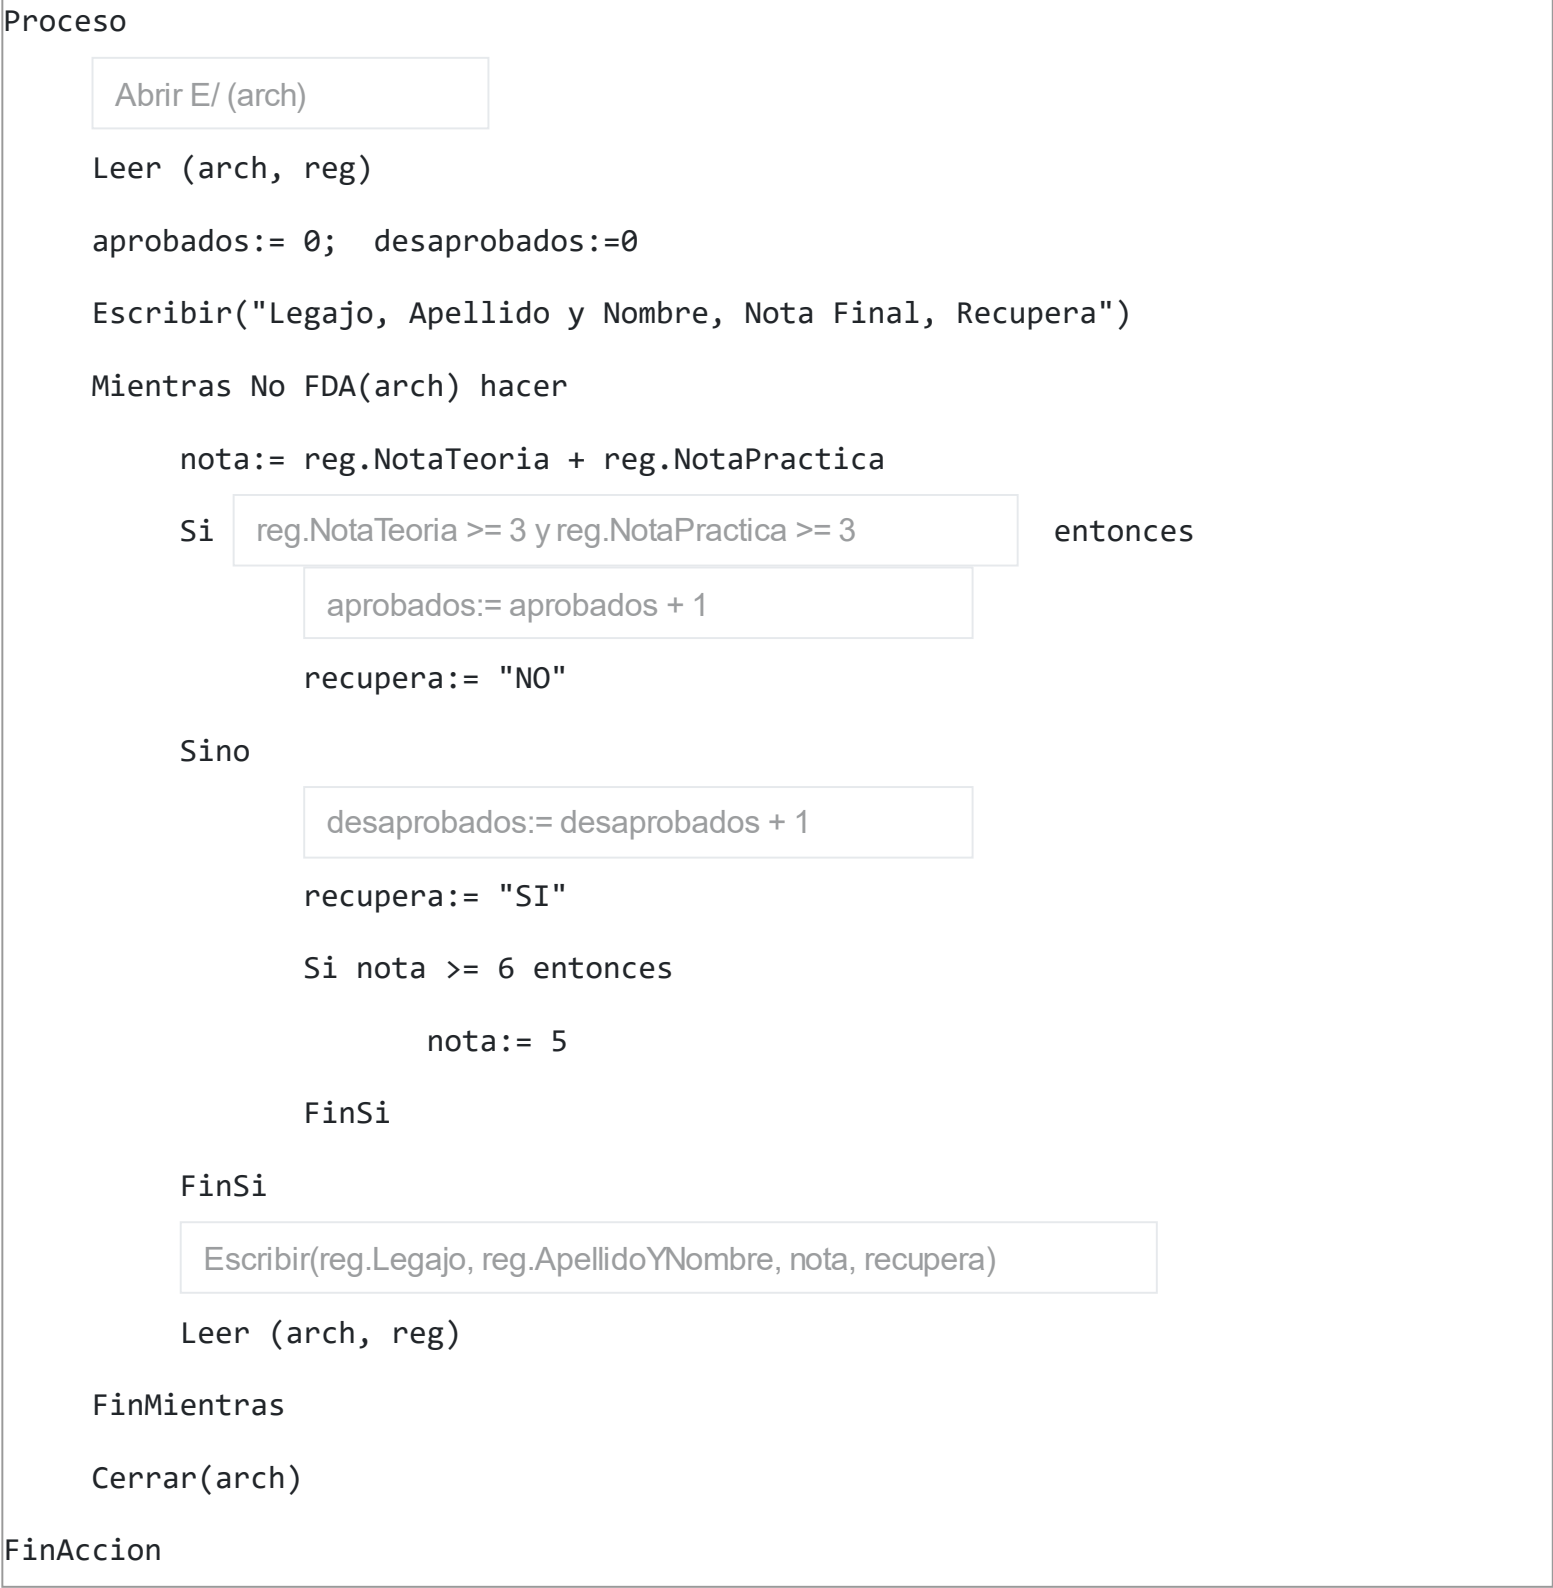 Proceso
Abrir E/ (arch)
Leer (arch, reg)
aprobados:= 0;  desaprobados:=0
Escribir("Legajo, Apellido y Nombre, Nota Final, Recupera")
Mientras No FDA(arch) hacer
nota:= reg.NotaTeoria + reg.NotaPractica
Si reg.NotaTeoria >= 3 y reg.NotaPractica >= 3 entonces
aprobados:= aprobados + 1
recupera:= "NO"
Sino
desaprobados:= desaprobados + 1
recupera:= "SI"
Si nota >= 6 entonces
nota:= 5
FinSi
FinSi
Escribir(reg.Legajo, reg.ApellidoYNombre, nota, recupera)
Leer (arch, reg)
FinMientras
Cerrar(arch)
FinAccion